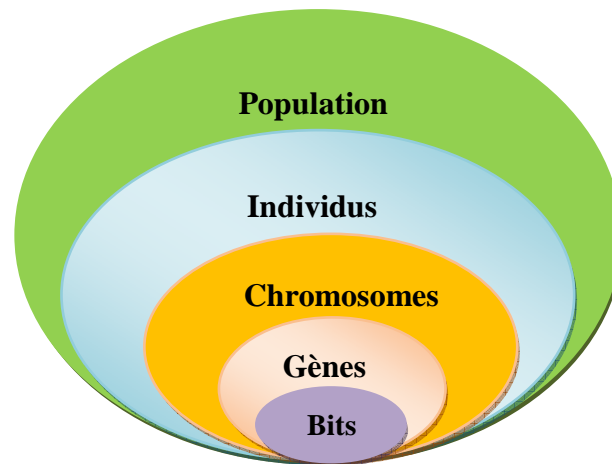 Population
Individus
Chromosomes
Gènes
Bits